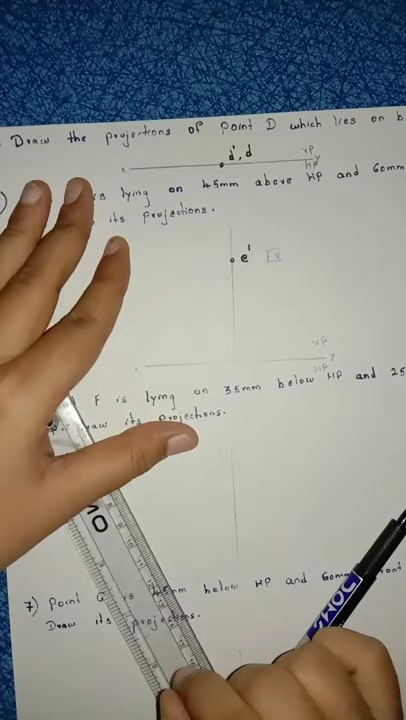 Draw the projections of point D which lies on b
d', d
VP
x y
HP
is lying on 45mm above HP and 60mm
its projections.
e' FV
VP
x y
HP
F is lying on 35mm below HP and 25
Draw its projections.
7) Point G is 45mm below HP and 60mm
Draw its projections.